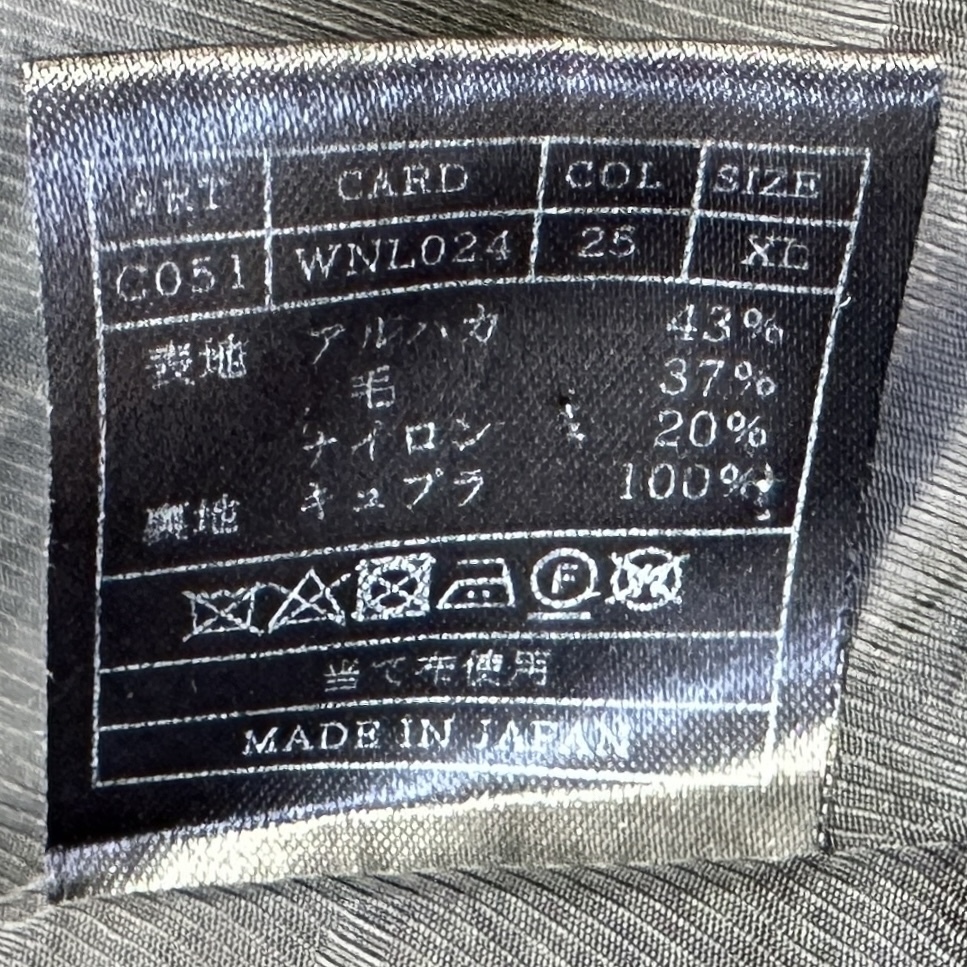 ART CARD COL SIZE
C051 WNL024 25 XL
表地 アルパカ 43%
毛 37%
ナイロン 20%
裏地 キュプラ 100%
F W
当て布使用
MADE IN JAPAN